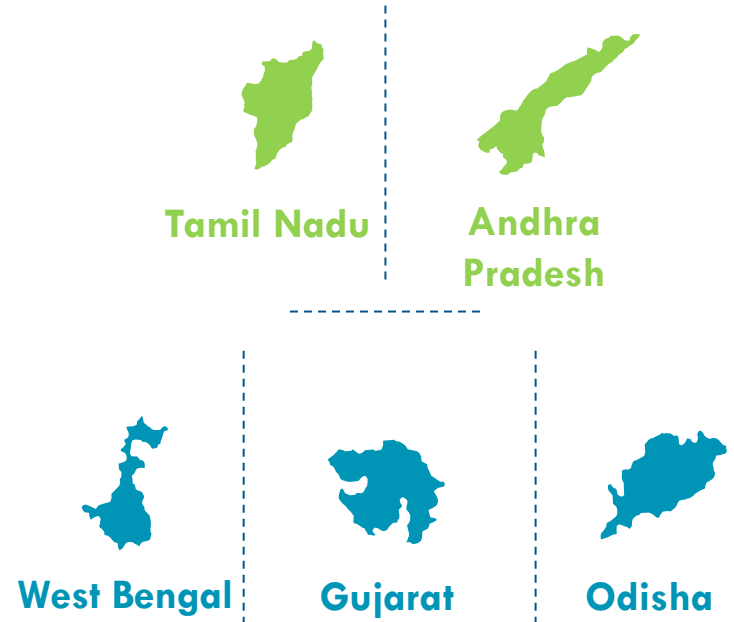 Tamil Nadu
Andhra
Pradesh
West Bengal
Gujarat
Odisha